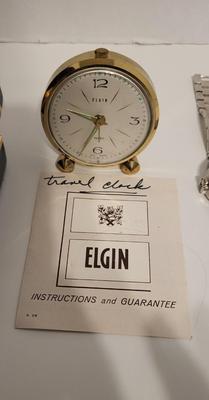 12
ELGIN
3
6
9
travel clock
ELGIN
INSTRUCTIONS and GUARANTEE